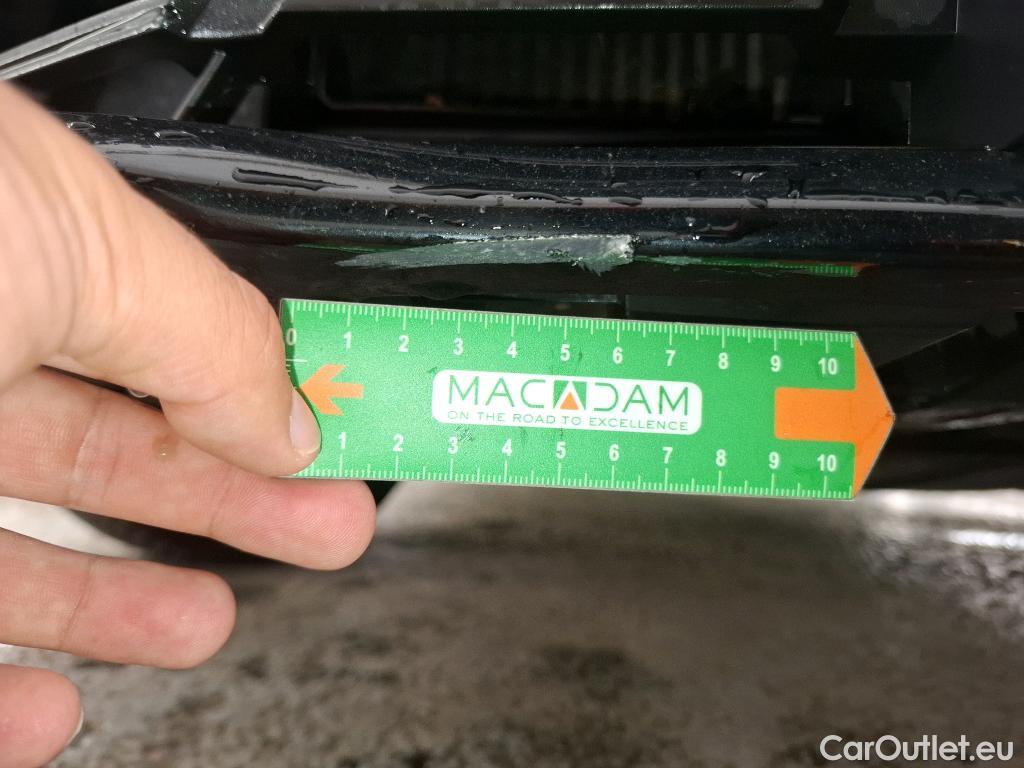 0 1 2 3 4 5 6 7 8 9 10
MACADAM
ON THE ROAD TO EXCELLENCE
1 2 3 4 5 6 7 8 9 10
CarOutlet.eu